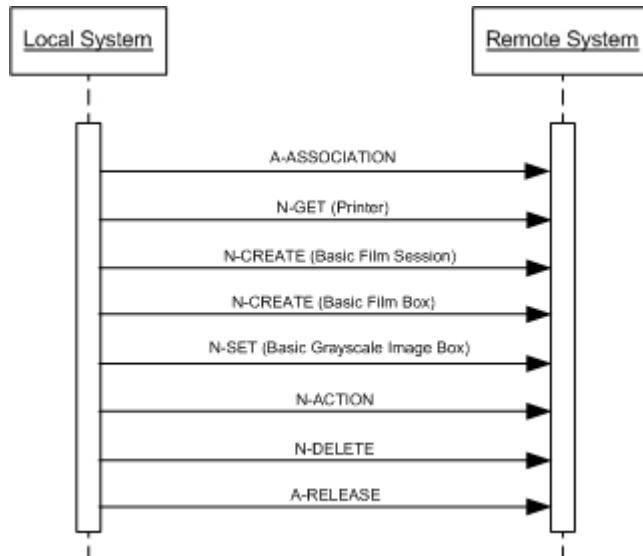 Local System
Remote System
A-ASSOCIATION
N-GET (Printer)
N-CREATE (Basic Film Session)
N-CREATE (Basic Film Box)
N-SET (Basic Grayscale Image Box)
N-ACTION
N-DELETE
A-RELEASE